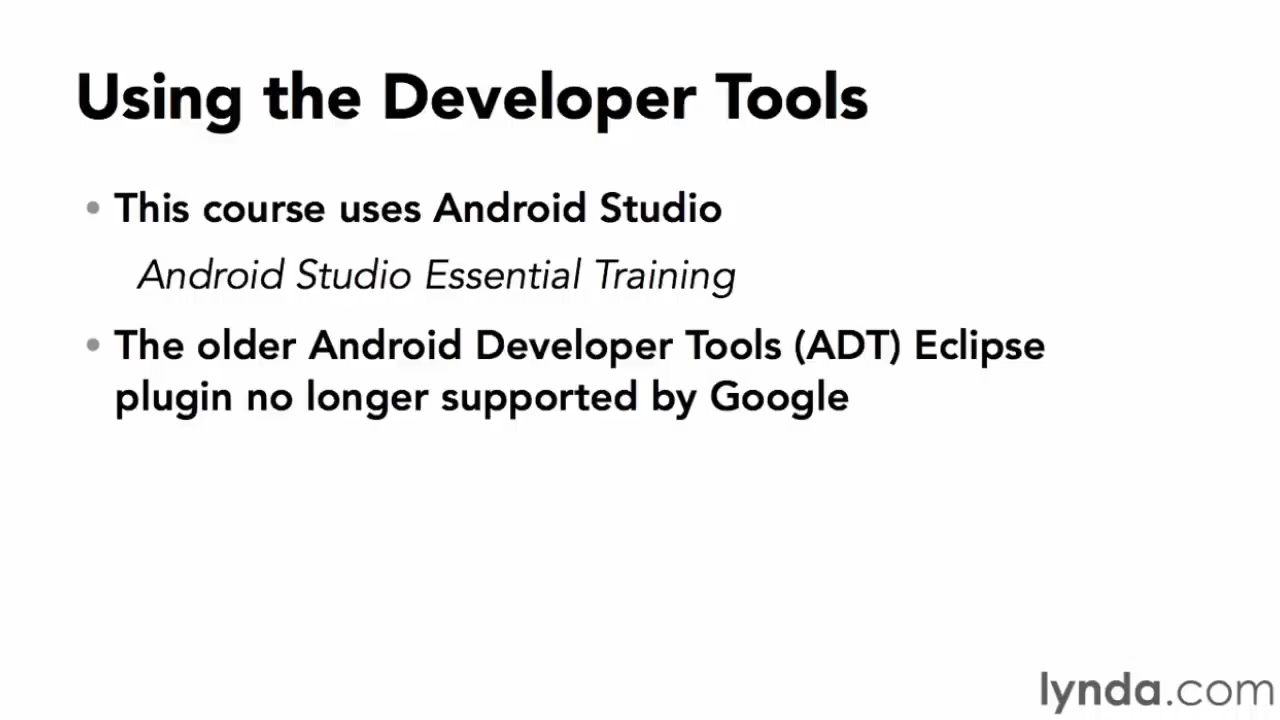 Using the Developer Tools
• This course uses Android Studio
Android Studio Essential Training
• The older Android Developer Tools (ADT) Eclipse
plugin no longer supported by Google
lynda.com